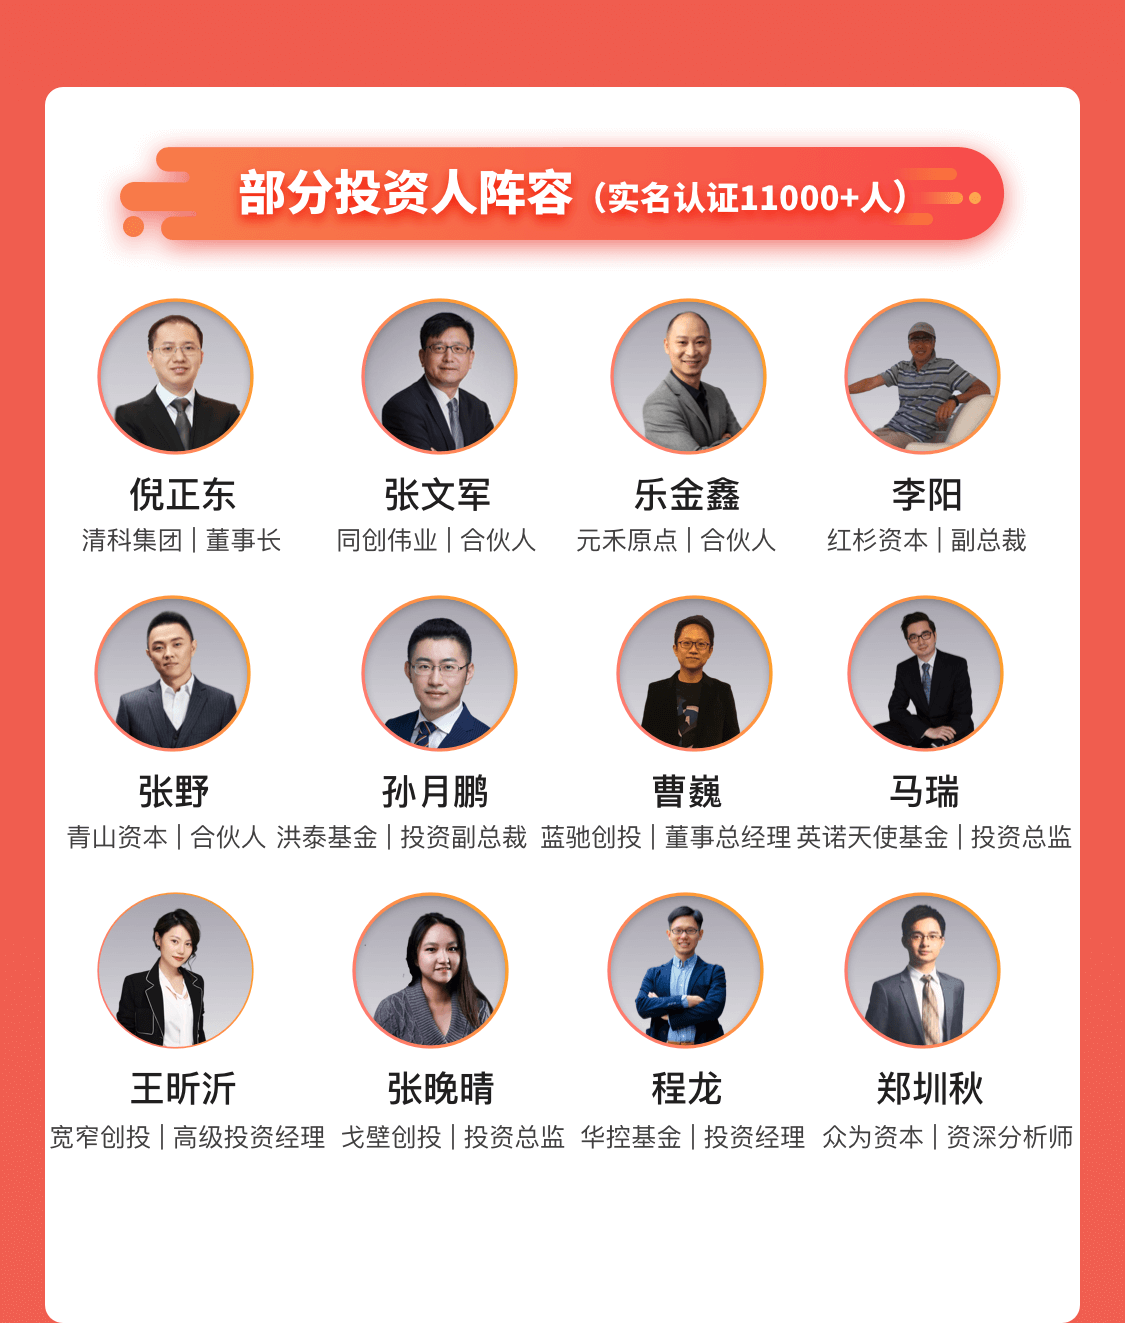 部分投资人阵容（实名认证11000+人）
倪正东 张文军 乐金鑫 李阳
清科集团 | 董事长 同创伟业 | 合伙人 元禾原点 | 合伙人 红杉资本 | 副总裁
张野 孙月鹏 曹巍 马瑞
青山资本 | 合伙人 洪泰基金 | 投资副总裁 蓝驰创投 | 董事总经理 英诺天使基金 | 投资总监
王昕沂 张晚晴 程龙 郑圳秋
宽窄创投 | 高级投资经理 戈壁创投 | 投资总监 华控基金 | 投资经理 众为资本 | 资深分析师